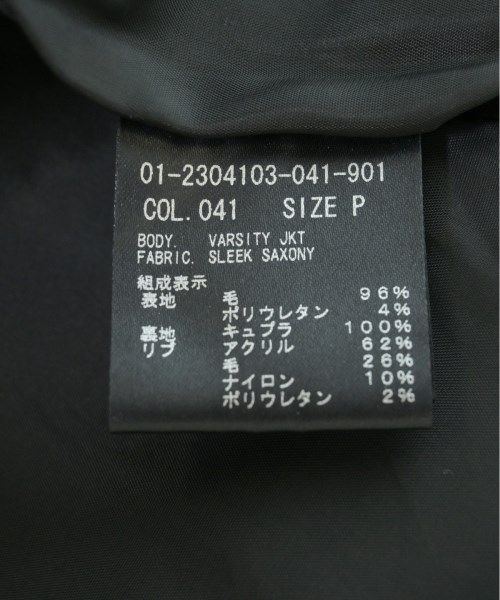 01-2304103-041-901
COL.041 SIZE P
BODY. VARSITY JKT
FABRIC. SLEEK SAXONY
組成表示
表地 毛 96%
ポリウレタン 4%
裏地 キュプラ 100%
リブ アクリル 62%
毛 26%
ナイロン 10%
ポリウレタン 2%